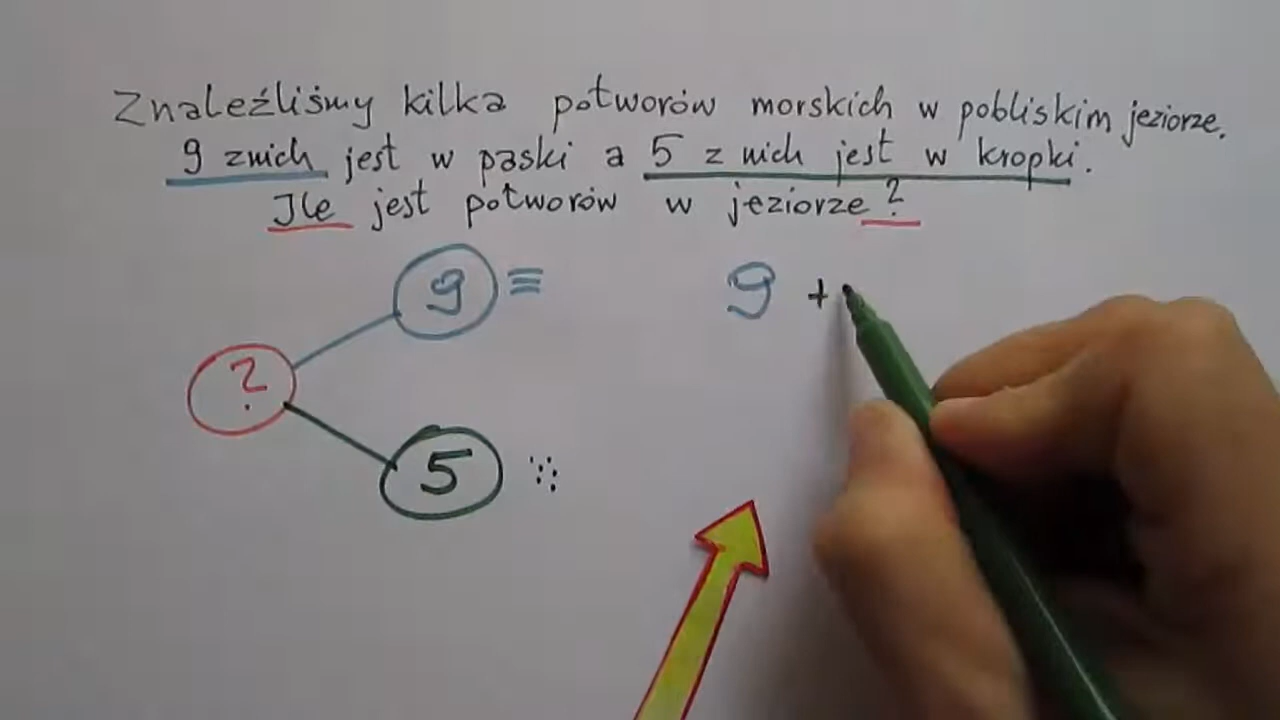 Znaleźliśmy kilka potworów morskich w pobliskim jeziorze.
9 z nich jest w paski a 5 z nich jest w kropki.
Ile jest potworów w jeziorze?
9
9 +
?
5